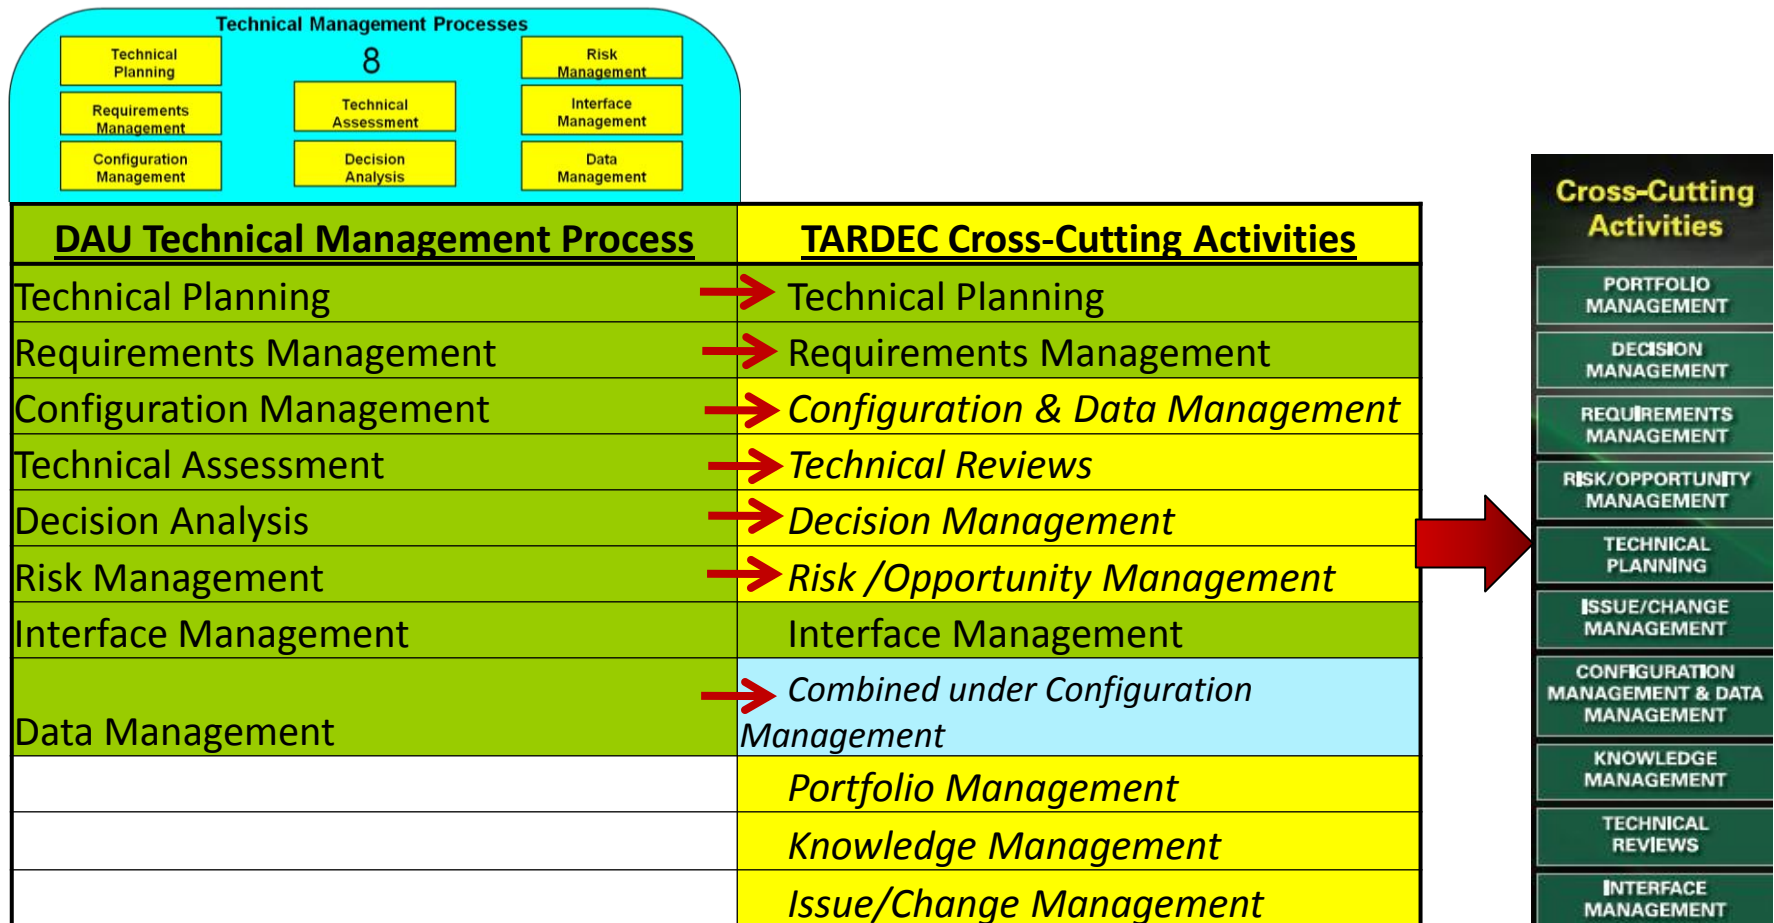 Technical Management Processes
Technical
Planning
8
Risk
Management
Requirements
Management
Technical
Assessment
Interface
Management
Configuration
Management
Decision
Analysis
Data
Management
DAU Technical Management Process
TARDEC Cross-Cutting Activities
Technical Planning
Technical Planning
Requirements Management
Requirements Management
Configuration Management
Configuration & Data Management
Technical Assessment
Technical Reviews
Decision Analysis
Decision Management
Risk Management
Risk /Opportunity Management
Interface Management
Interface Management
Data Management
Combined under Configuration
Management
Portfolio Management
Knowledge Management
Issue/Change Management
Cross-Cutting
Activities
PORTFOLIO
MANAGEMENT
DECISION
MANAGEMENT
REQUIREMENTS
MANAGEMENT
RISK/OPPORTUNITY
MANAGEMENT
TECHNICAL
PLANNING
ISSUE/CHANGE
MANAGEMENT
CONFIGURATION
MANAGEMENT & DATA
MANAGEMENT
KNOWLEDGE
MANAGEMENT
TECHNICAL
REVIEWS
INTERFACE
MANAGEMENT